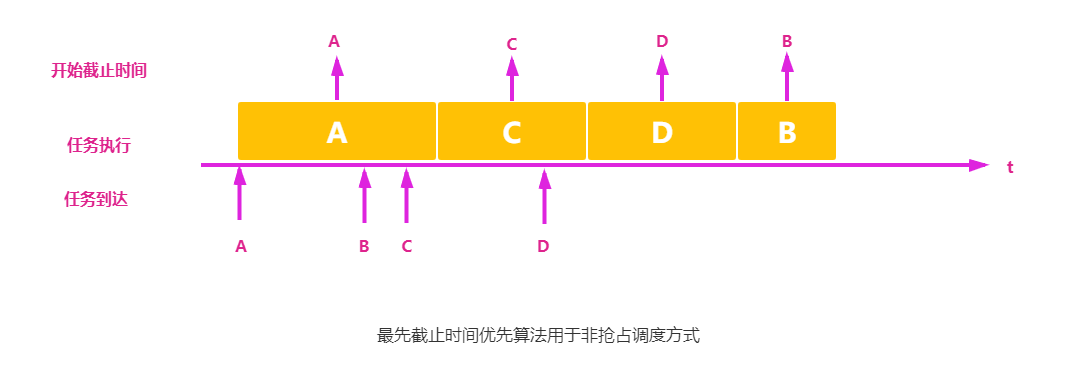 A C D B
开始截止时间
A C D B
任务执行
t
任务到达
A B C D
最先截止时间优先算法用于非抢占调度方式